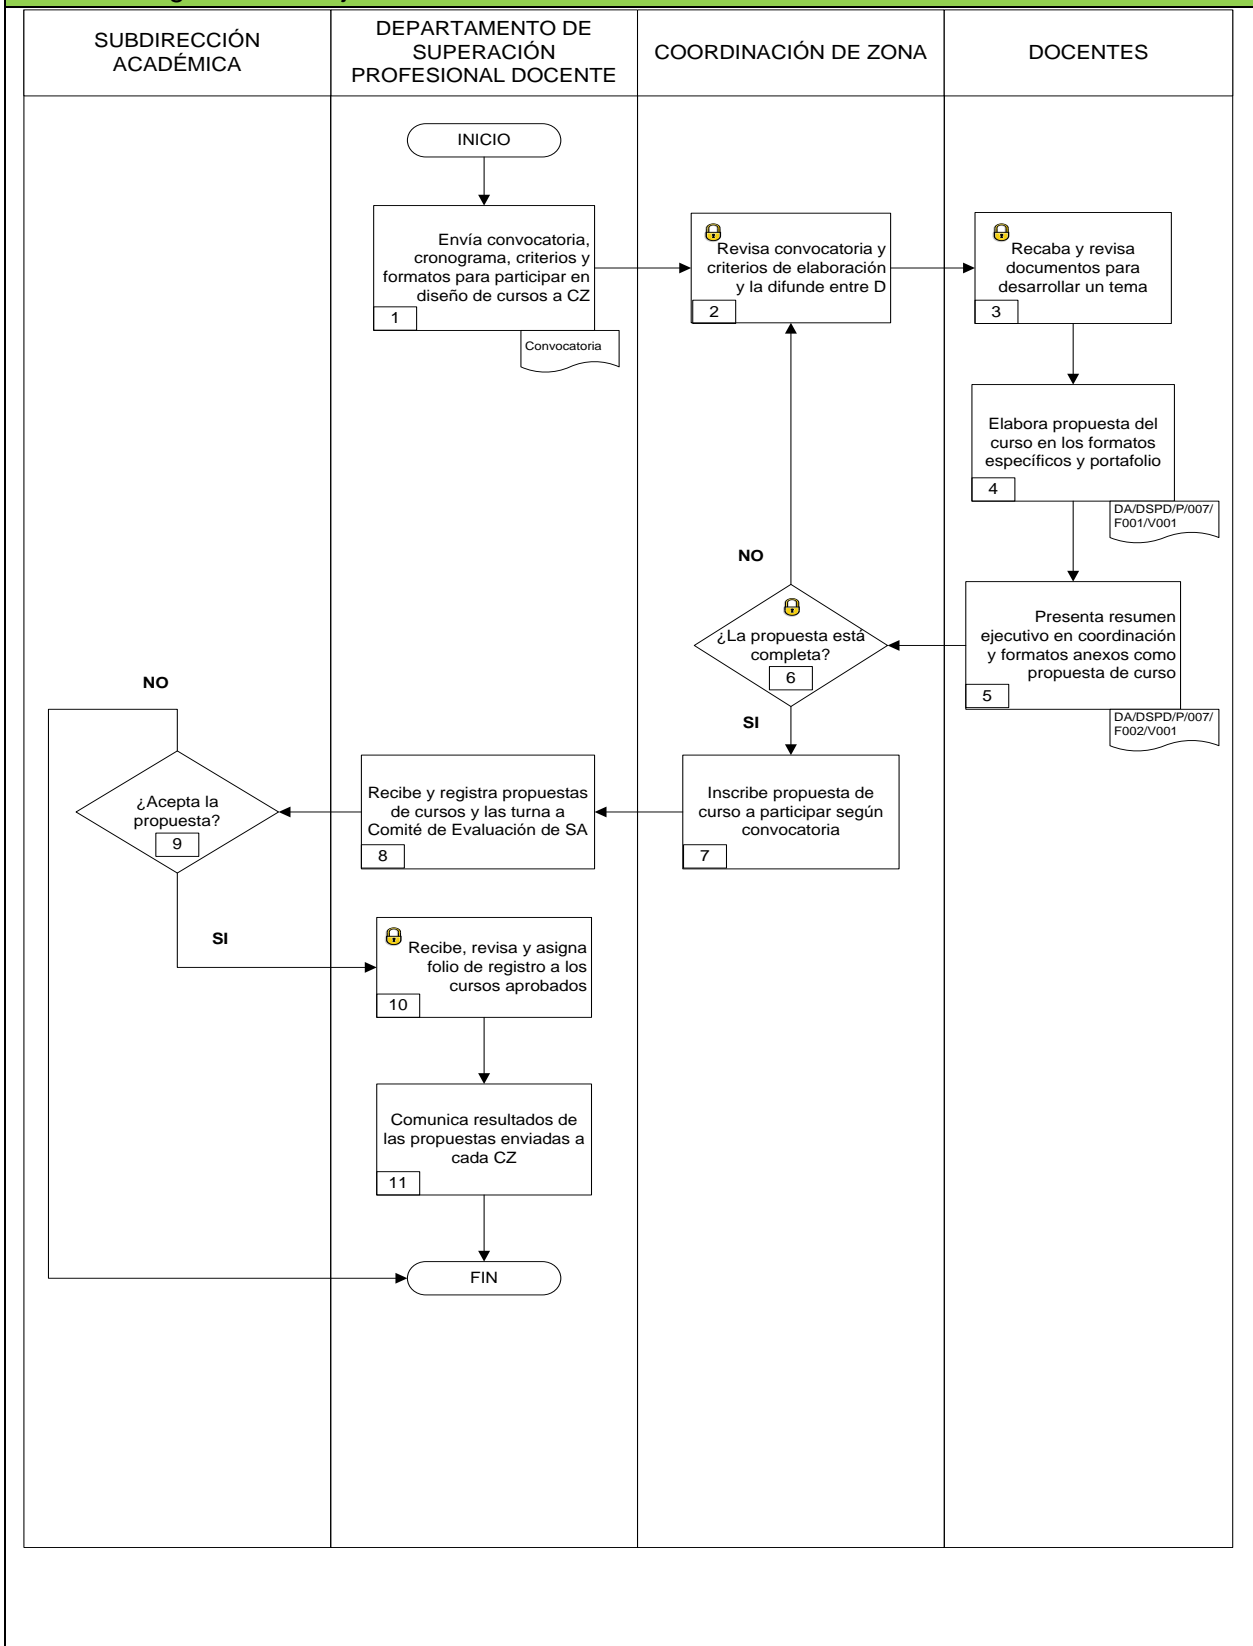 SUBDIRECCIÓN
ACADÉMICA
DEPARTAMENTO DE
SUPERACIÓN
PROFESIONAL DOCENTE
COORDINACIÓN DE ZONA
DOCENTES
INICIO
Envía convocatoria,
cronograma, criterios y
formatos para participar en
diseño de cursos a CZ
1
Convocatoria
Revisa convocatoria y
criterios de elaboración
y la difunde entre D
2
Recaba y revisa
documentos para
desarrollar un tema
3
Elabora propuesta del
curso en los formatos
específicos y portafolio
4
DA/DSPD/P/007/
F001/V001
Presenta resumen
ejecutivo en coordinación
y formatos anexos como
propuesta de curso
5
DA/DSPD/P/007/
F002/V001
NO
¿La propuesta está
completa?
6
SI
Inscribe propuesta de
curso a participar según
convocatoria
7
Recibe y registra propuestas
de cursos y las turna a
Comité de Evaluación de SA
8
NO
¿Acepta la
propuesta?
9
SI
Recibe, revisa y asigna
folio de registro a los
cursos aprobados
10
Comunica resultados de
las propuestas enviadas a
cada CZ
11
FIN